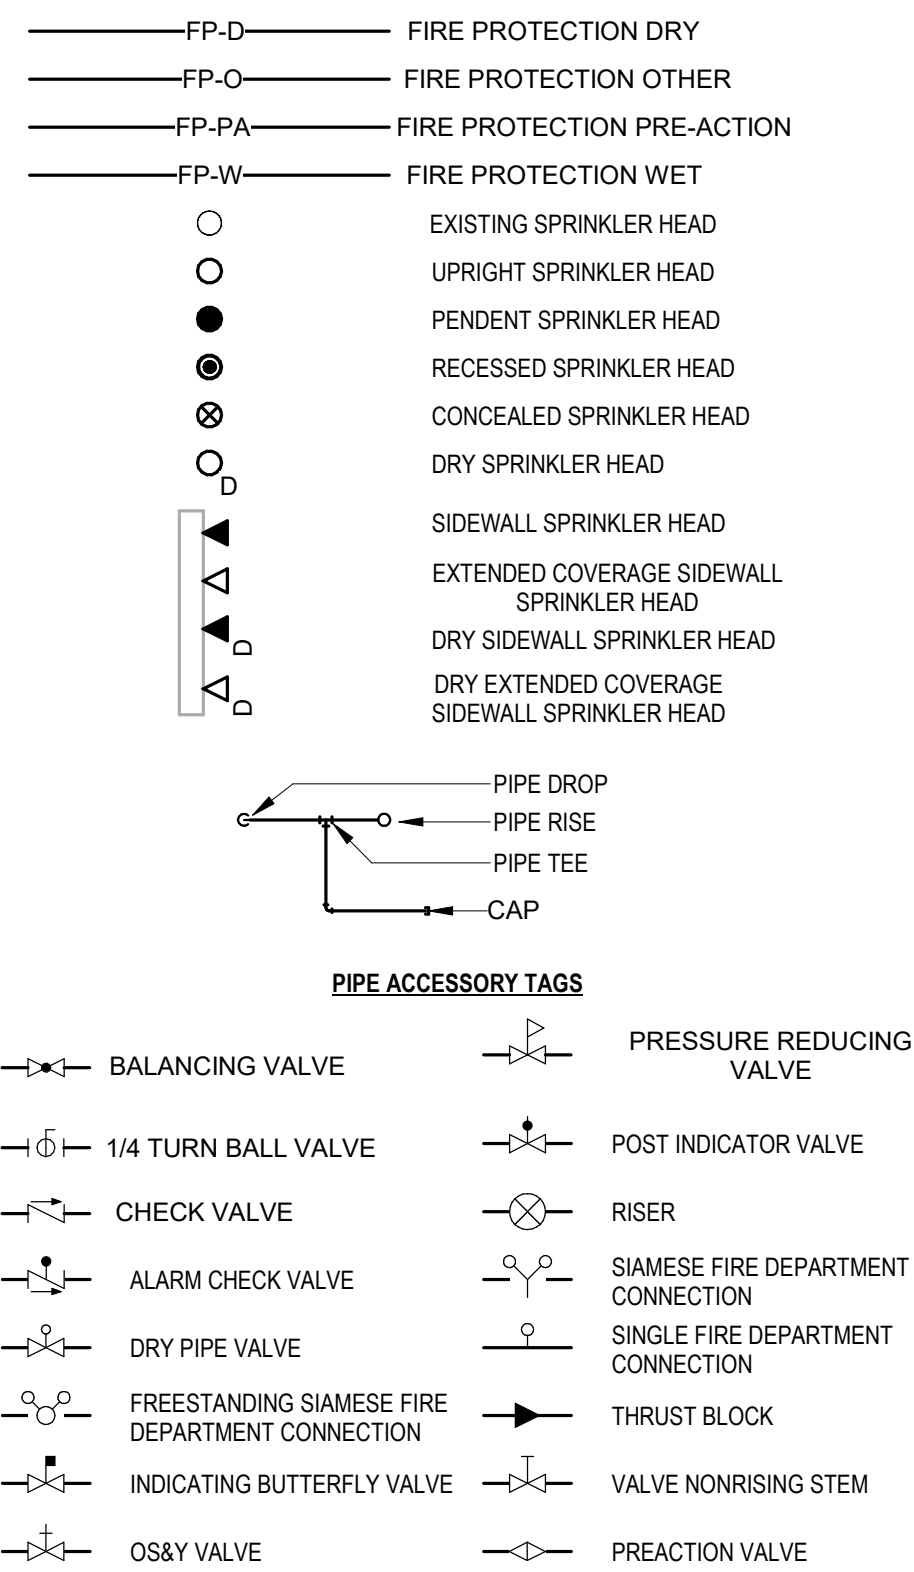 FP-D FIRE PROTECTION DRY
FP-O FIRE PROTECTION OTHER
FP-PA FIRE PROTECTION PRE-ACTION
FP-W FIRE PROTECTION WET
EXISTING SPRINKLER HEAD
UPRIGHT SPRINKLER HEAD
PENDENT SPRINKLER HEAD
RECESSED SPRINKLER HEAD
CONCEALED SPRINKLER HEAD
DRY SPRINKLER HEAD
D
SIDEWALL SPRINKLER HEAD
EXTENDED COVERAGE SIDEWALL
SPRINKLER HEAD
D DRY SIDEWALL SPRINKLER HEAD
DRY EXTENDED COVERAGE
D SIDEWALL SPRINKLER HEAD
PIPE DROP
PIPE RISE
PIPE TEE
CAP
PIPE ACCESSORY TAGS
BALANCING VALVE
1/4 TURN BALL VALVE
CHECK VALVE
ALARM CHECK VALVE
DRY PIPE VALVE
FREESTANDING SIAMESE FIRE
DEPARTMENT CONNECTION
INDICATING BUTTERFLY VALVE
OS&Y VALVE
PRESSURE REDUCING
VALVE
POST INDICATOR VALVE
RISER
SIAMESE FIRE DEPARTMENT
CONNECTION
SINGLE FIRE DEPARTMENT
CONNECTION
THRUST BLOCK
VALVE NONRISING STEM
PREACTION VALVE